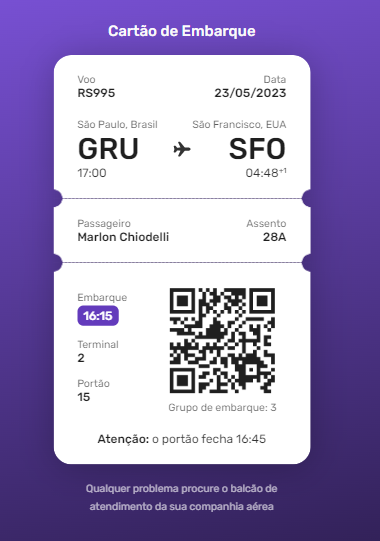 Cartão de Embarque
Voo Data
RS995 23/05/2023
São Paulo, Brasil São Francisco, EUA
GRU SFO
17:00 04:48+1
Passageiro Assento
Marlon Chiodelli 28A
Embarque
16:15
Terminal
2
Portão
15
Grupo de embarque: 3
Atenção: o portão fecha 16:45
Qualquer problema procure o balcão de
atendimento da sua companhia aérea